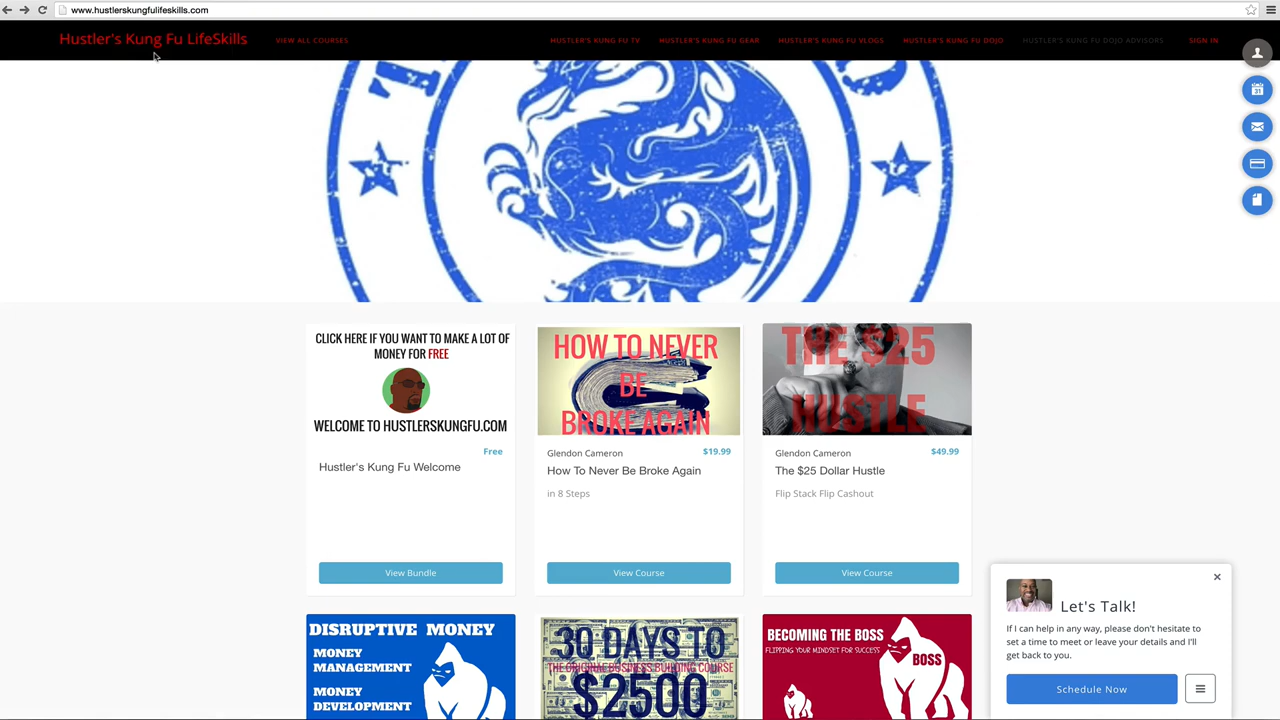 www.hustlerskungfulifeskills.com
Hustler's Kung Fu LifeSkills
VIEW ALL COURSES
HUSTLER'S KUNG FU TV
HUSTLER'S KUNG FU GEAR
HUSTLER'S KUNG FU VLOGS
HUSTLER'S KUNG FU DOJO
HUSTLER'S KUNG FU DOJO ADVISORS
SIGN IN
31
CLICK HERE IF YOU WANT TO MAKE A LOT OF
MONEY FOR FREE
WELCOME TO HUSTLERSKUNGFU.COM
Free
Hustler's Kung Fu Welcome
View Bundle
HOW TO NEVER
BE
BROKE AGAIN
Glendon Cameron
$19.99
How To Never Be Broke Again
in 8 Steps
View Course
THE $25
HUSTLE
Glendon Cameron
$49.99
The $25 Dollar Hustle
Flip Stack Flip Cashout
View Course
DISRUPTIVE MONEY
MONEY
MANAGEMENT
MONEY
DEVELOPMENT
30 DAYS TO
THE ORIGINAL BUSINESS BUILDING COURSE
$2500
BECOMING THE BOSS
FLIPPING YOUR MINDSET FOR SUCCESS
BOSS
Let's Talk!
If I can help in any way, please don't hesitate to
set a time to meet or leave your details and I'll
get back to you.
Schedule Now